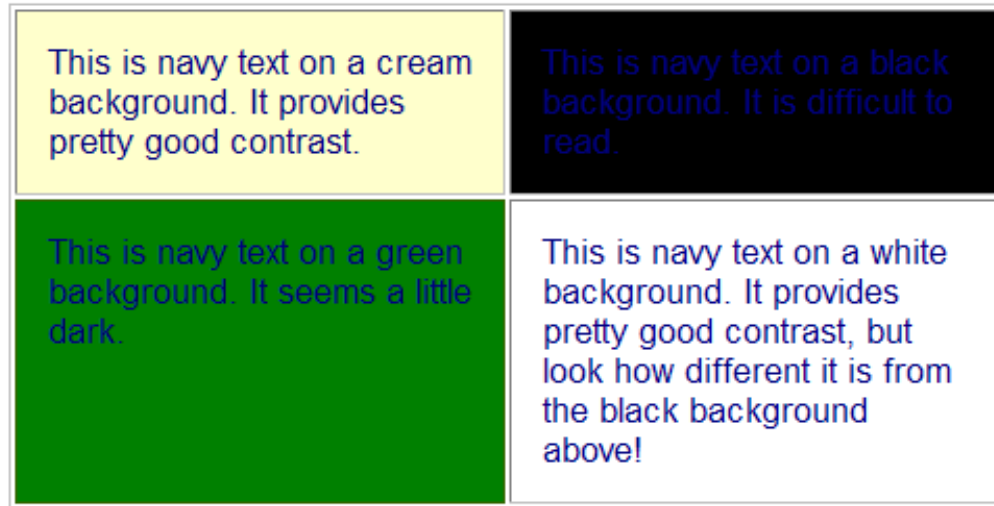 This is navy text on a cream
background. It provides
pretty good contrast.
This is navy text on a black
background. It is difficult to
read.
This is navy text on a green
background. It seems a little
dark.
This is navy text on a white
background. It provides
pretty good contrast, but
look how different it is from
the black background
above!